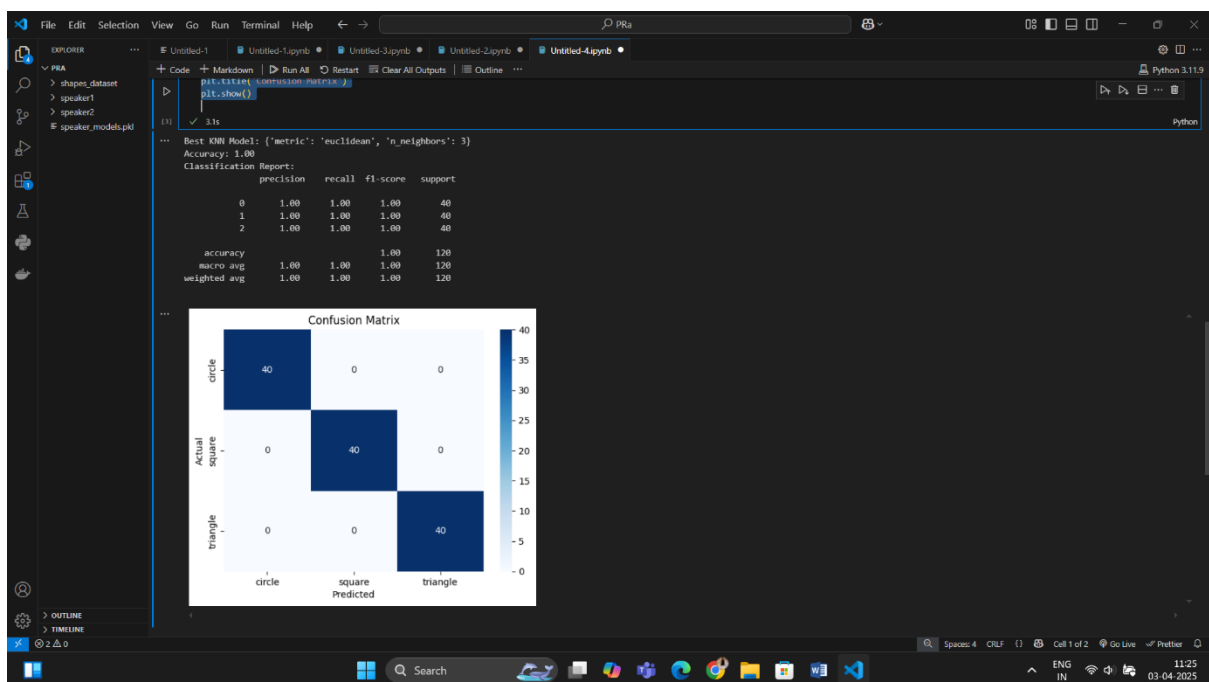 File Edit Selection View Go Run Terminal Help
PRa
EXPLORER
Untitled-1
Untitled-1.ipynb
Untitled-3.ipynb
Untitled-2.ipynb
Untitled-4.ipynb
PRA
shapes_dataset
speaker1
speaker2
speaker_models.pkl
+ Code + Markdown Run All Restart Clear All Outputs Outline
Python 3.11.9
plt.title('Confusion Matrix')
plt.show()
[3] 3.1s
Python
Best KNN Model: {'metric': 'euclidean', 'n_neighbors': 3}
Accuracy: 1.00
Classification Report:
precision recall f1-score support
0 1.00 1.00 1.00 40
1 1.00 1.00 1.00 40
2 1.00 1.00 1.00 40
accuracy 1.00 120
macro avg 1.00 1.00 1.00 120
weighted avg 1.00 1.00 1.00 120
Confusion Matrix
circle 40 0 0
Actual
square 0 40 0
triangle 0 0 40
circle square triangle
Predicted
40
35
30
25
20
15
10
5
0
OUTLINE
TIMELINE
2 0
Spaces: 4 CRLF {} Cell 1 of 2 Go Live Prettier
Search
ENG
IN
11:25
03-04-2025